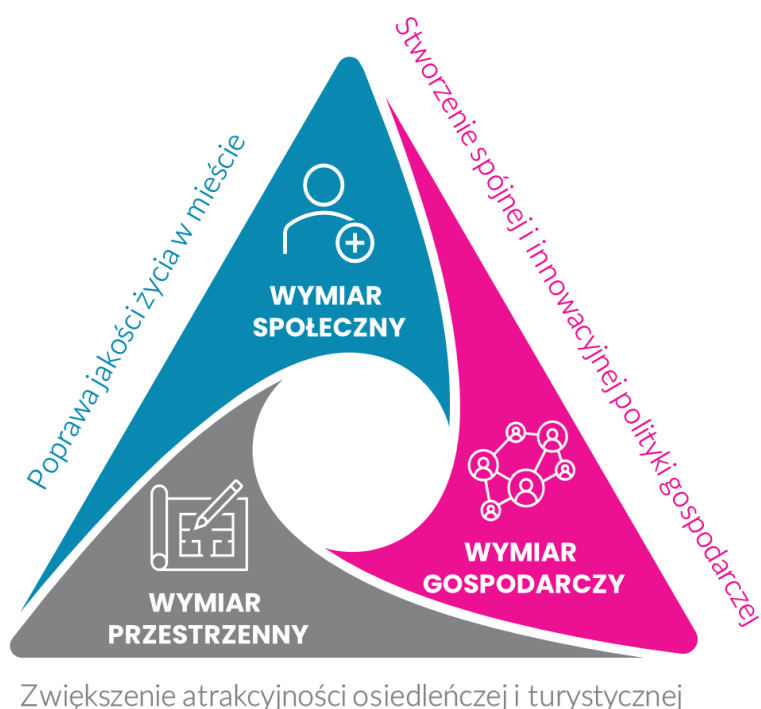 Stworzenie spójnej i innowacyjnej polityki gospodarczej
Poprawa jakości życia w mieście
WYMIAR
SPOŁECZNY
WYMIAR
GOSPODARCZY
WYMIAR
PRZESTRZENNY
Zwiększenie atrakcyjności osiedleńczej i turystycznej